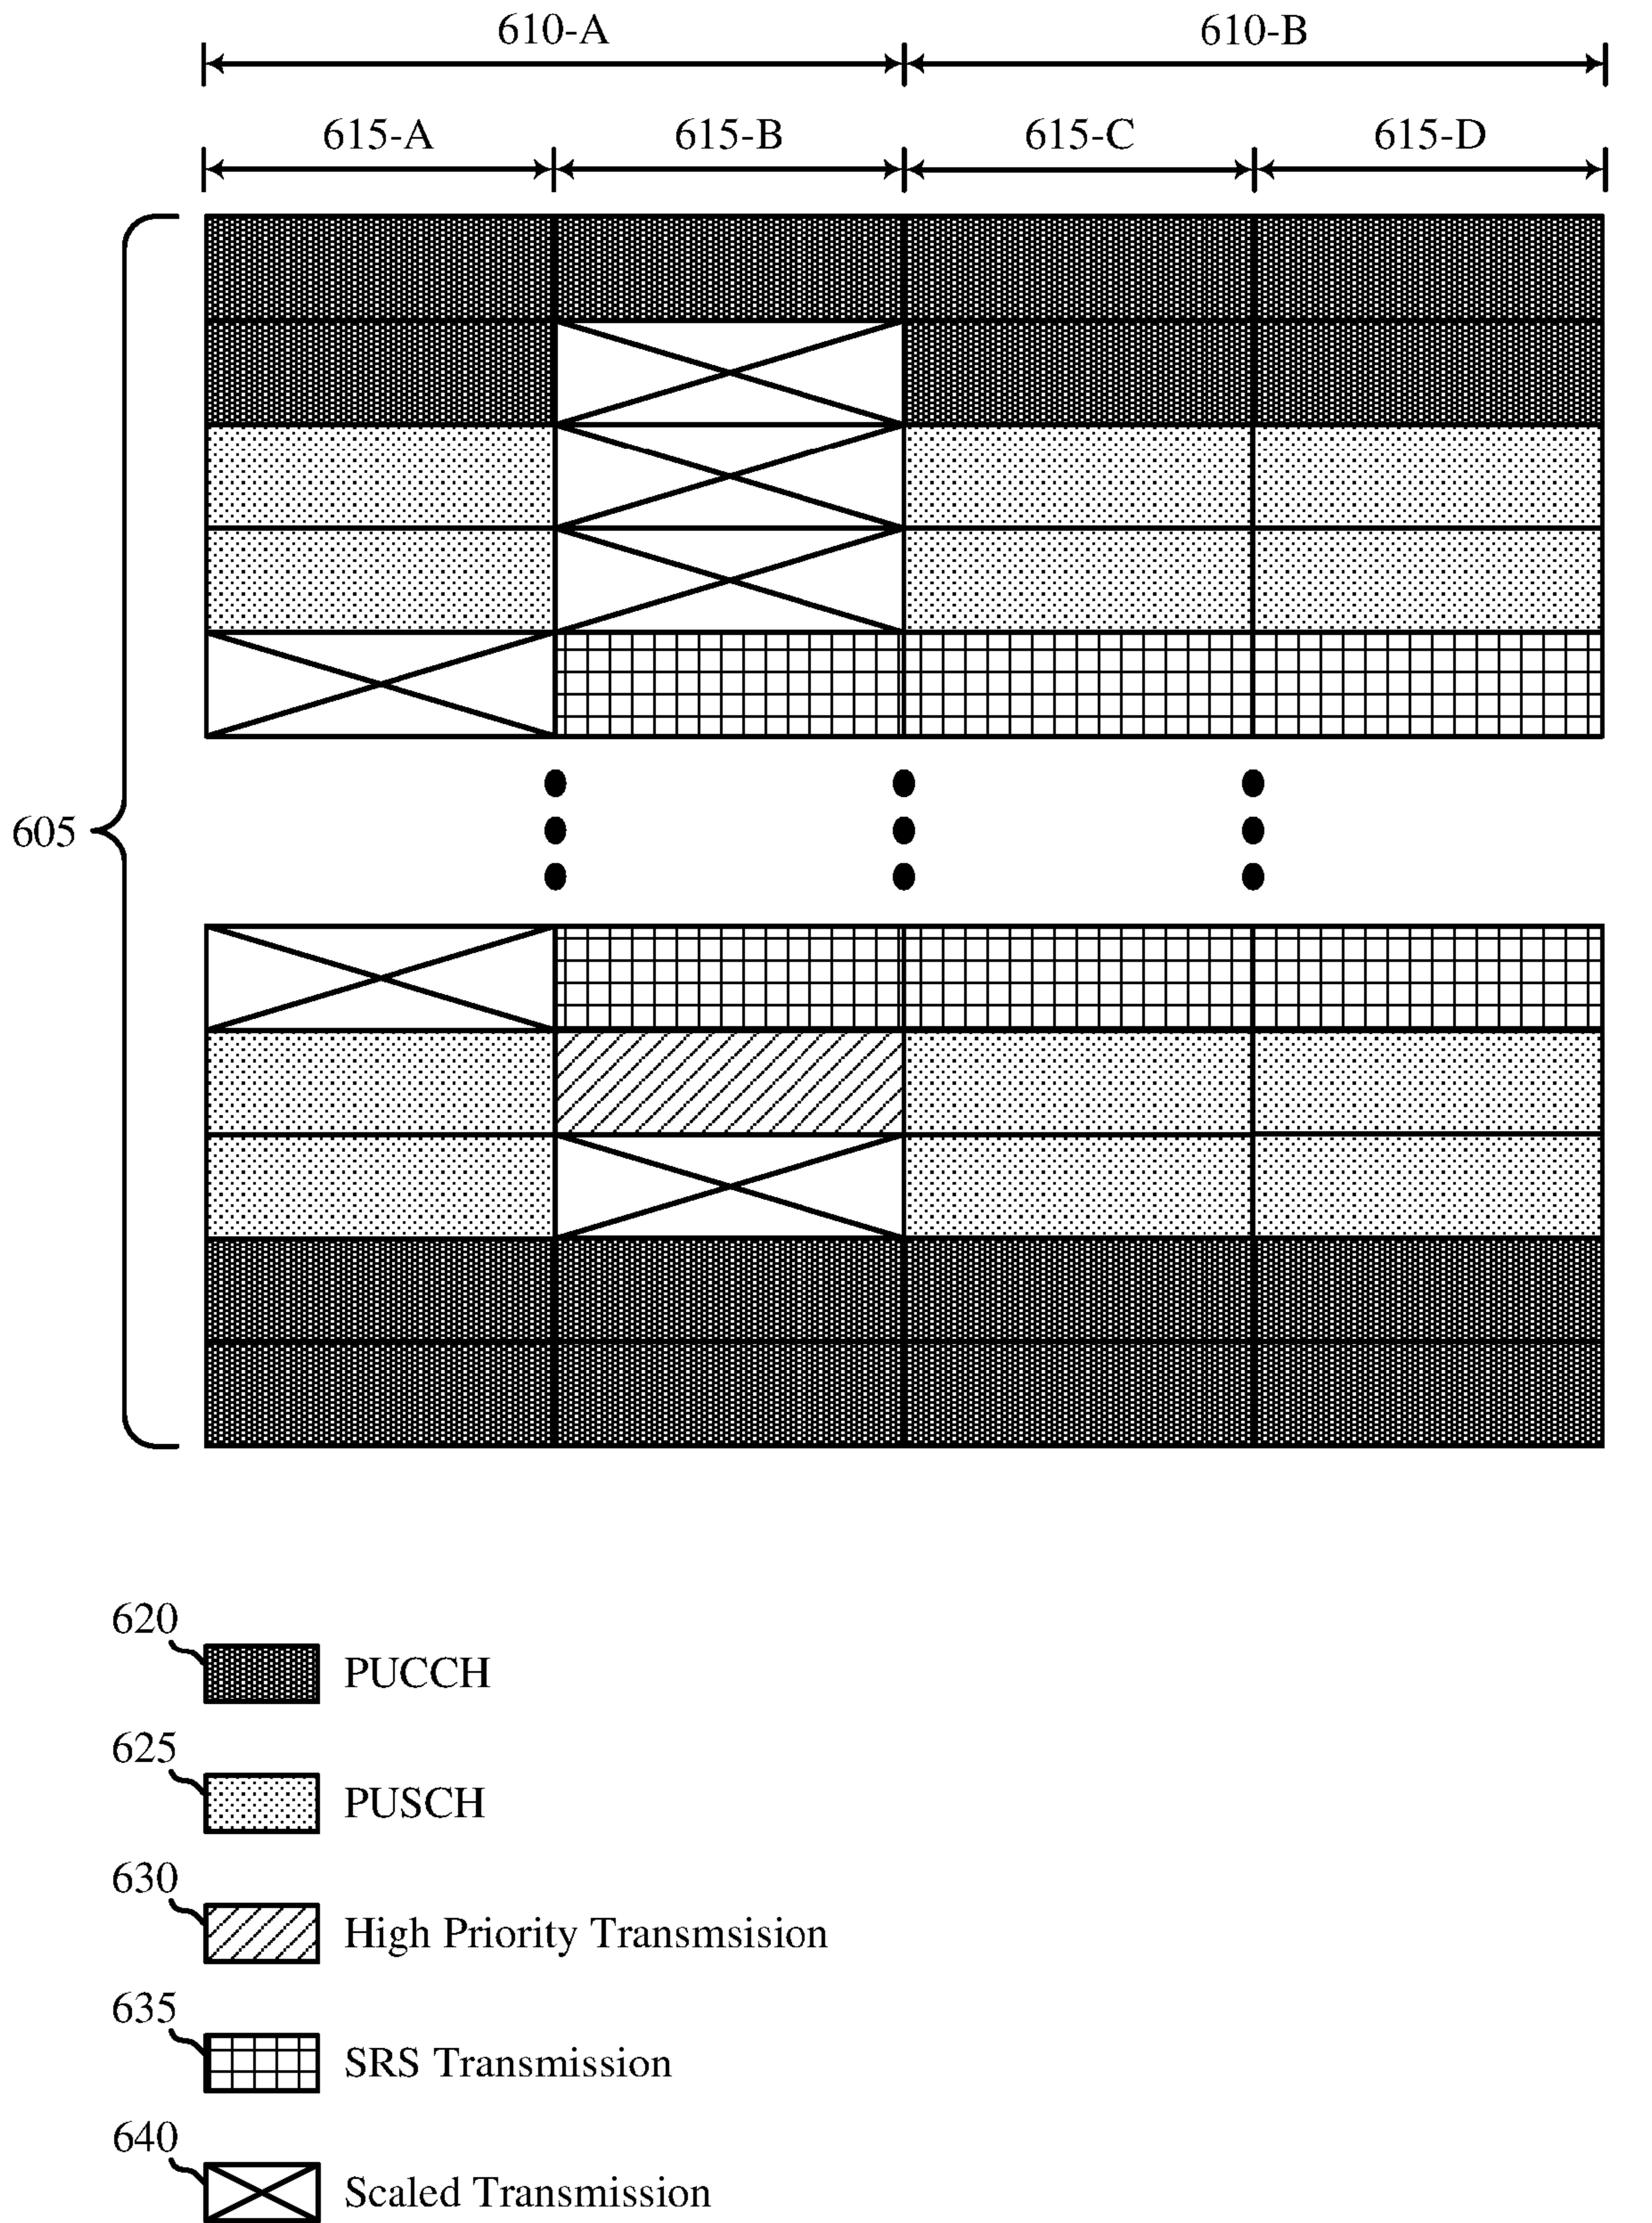 610-A 610-B
615-A 615-B 615-C 615-D
605
620
PUCCH
625
PUSCH
630
High Priority Transmsision
635
SRS Transmission
640
Scaled Transmission